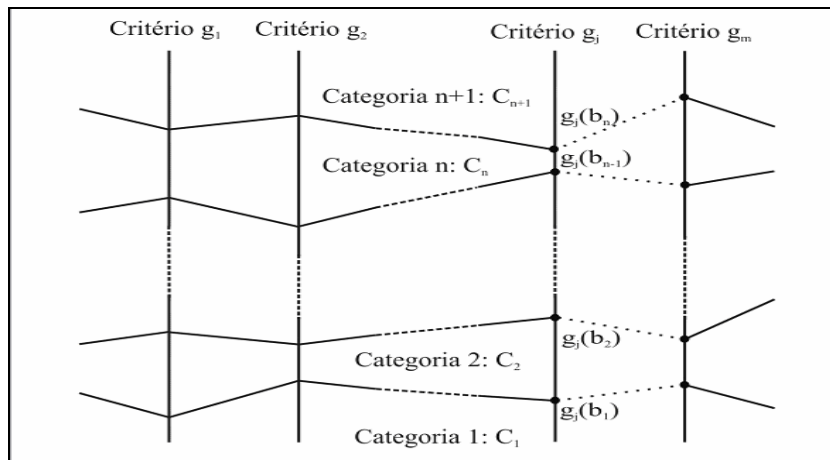 Critério g₁ Critério g₂ Critério gⱼ Critério gₘ
Categoria n+1: Cₙ₊₁
gⱼ(bₙ)
Categoria n: Cₙ
gⱼ(bₙ₋₁)
gⱼ(b₂)
Categoria 2: C₂
gⱼ(b₁)
Categoria 1: C₁